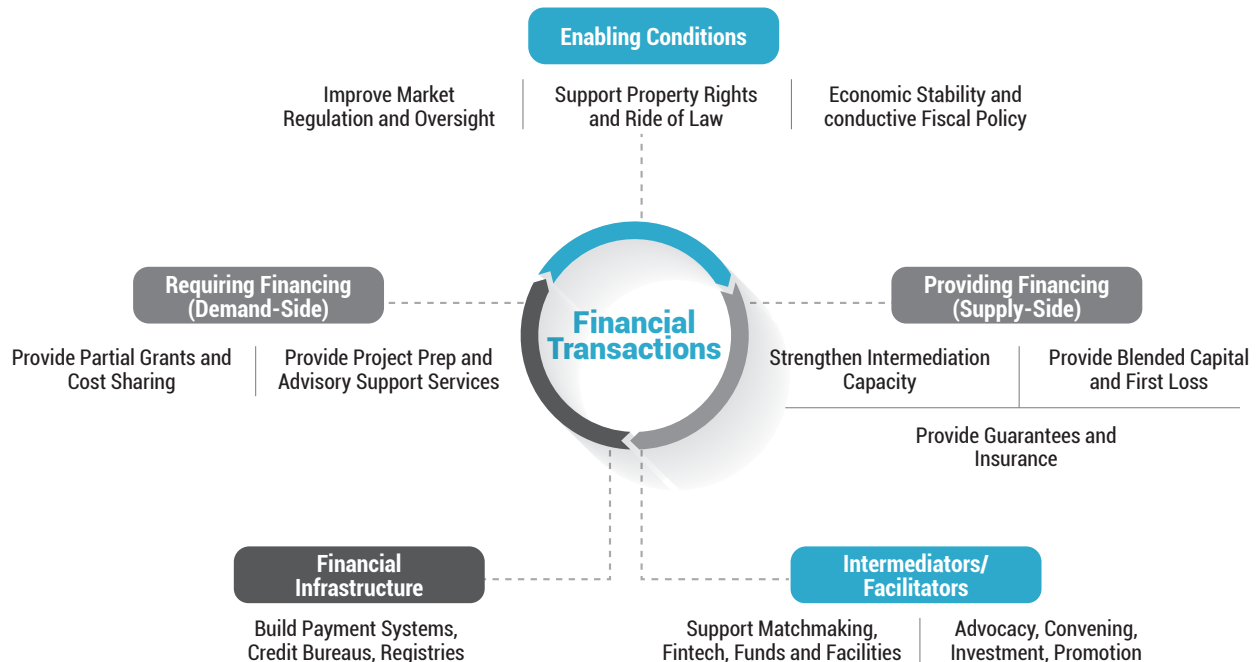 Enabling Conditions
Improve Market
Regulation and Oversight
Support Property Rights
and Ride of Law
Economic Stability and
conductive Fiscal Policy
Requiring Financing
(Demand-Side)
Provide Partial Grants and
Cost Sharing
Provide Project Prep and
Advisory Support Services
Financial
Transactions
Providing Financing
(Supply-Side)
Strengthen Intermediation
Capacity
Provide Blended Capital
and First Loss
Provide Guarantees and
Insurance
Financial
Infrastructure
Build Payment Systems,
Credit Bureaus, Registries
Intermediators/
Facilitators
Support Matchmaking,
Fintech, Funds and Facilities
Advocacy, Convening,
Investment, Promotion